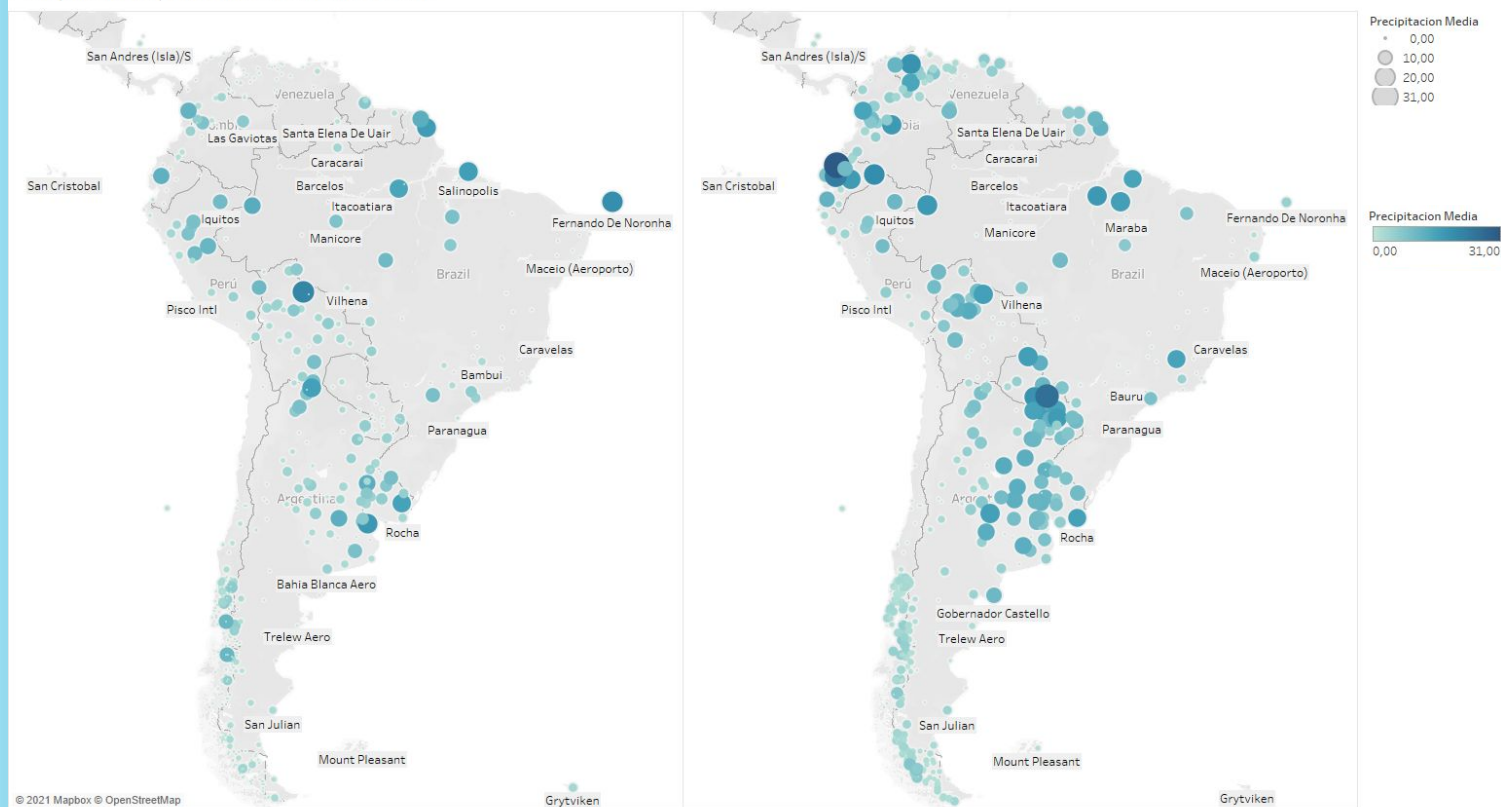 San Andres (Isla)/S
Venezuela
Las Gaviotas
Santa Elena De Uair
Caracarai
San Cristobal
Barcelos
Salinopolis
Itacoatiara
Iquitos
Fernando De Noronha
Manicore
Maceio (Aeroporto)
Brazil
Perú
Vilhena
Pisco Intl
Caravelas
Bambui
Paranagua
Argentina
Rocha
Bahia Blanca Aero
Trelew Aero
San Julian
Mount Pleasant
Grytviken
© 2021 Mapbox © OpenStreetMap
San Andres (Isla)/S
Venezuela
Santa Elena De Uair
Caracarai
San Cristobal
Barcelos
Itacoatiara
Iquitos
Fernando De Noronha
Maraba
Manicore
Maceio (Aeroporto)
Brazil
Perú
Vilhena
Pisco Intl
Caravelas
Bauru
Paranagua
Rocha
Gobernador Castello
Trelew Aero
San Julian
Mount Pleasant
Grytviken
Precipitacion Media
0,00
10,00
20,00
31,00
Precipitacion Media
0,00 31,00